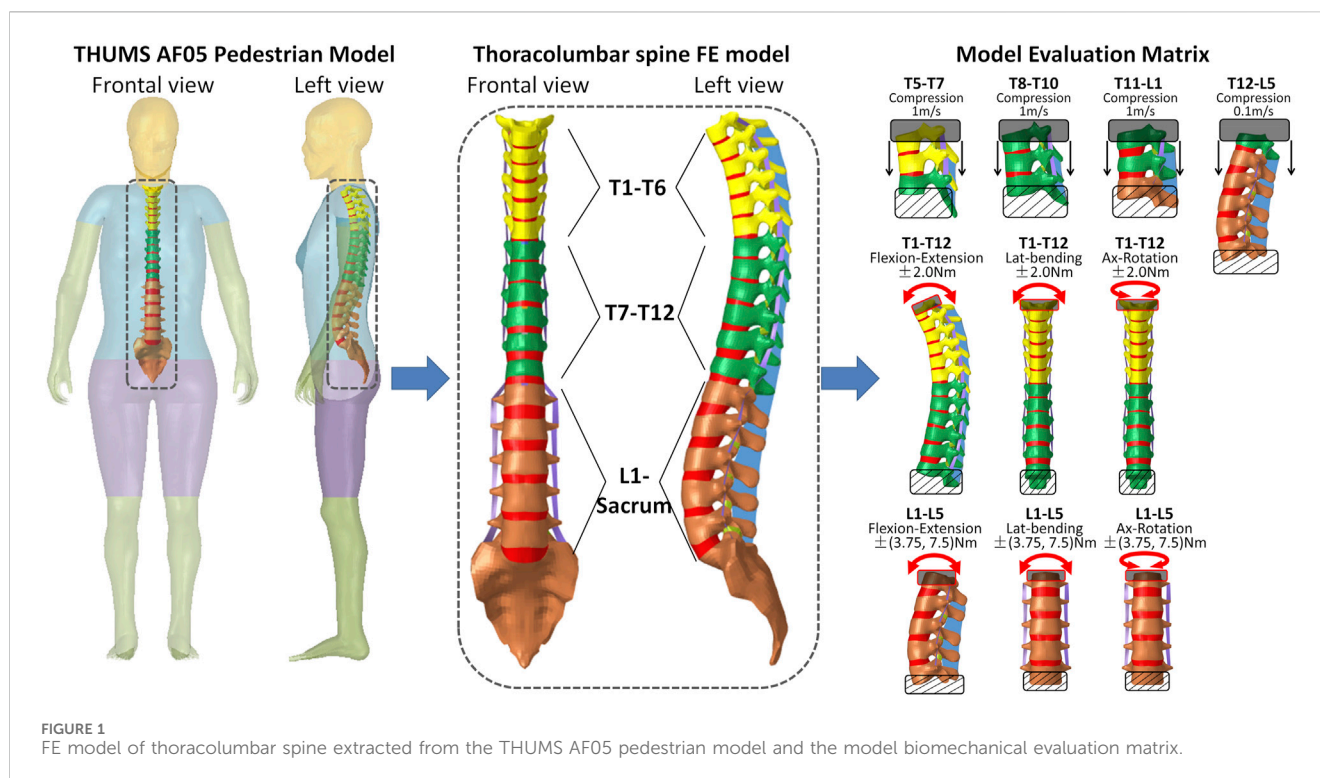 THUMS AF05 Pedestrian Model
Frontal view
Left view
Thoracolumbar spine FE model
Frontal view
Left view
T1-T6
T7-T12
L1-
Sacrum
Model Evaluation Matrix
T5-T7
Compression
1m/s
T8-T10
Compression
1m/s
T11-L1
Compression
1m/s
T12-L5
Compression
0.1m/s
T1-T12
Flexion-Extension
±2.0Nm
T1-T12
Lat-bending
±2.0Nm
T1-T12
Ax-Rotation
±2.0Nm
L1-L5
Flexion-Extension
±(3.75, 7.5)Nm
L1-L5
Lat-bending
±(3.75, 7.5)Nm
L1-L5
Ax-Rotation
±(3.75, 7.5)Nm
FIGURE 1
FE model of thoracolumbar spine extracted from the THUMS AF05 pedestrian model and the model biomechanical evaluation matrix.